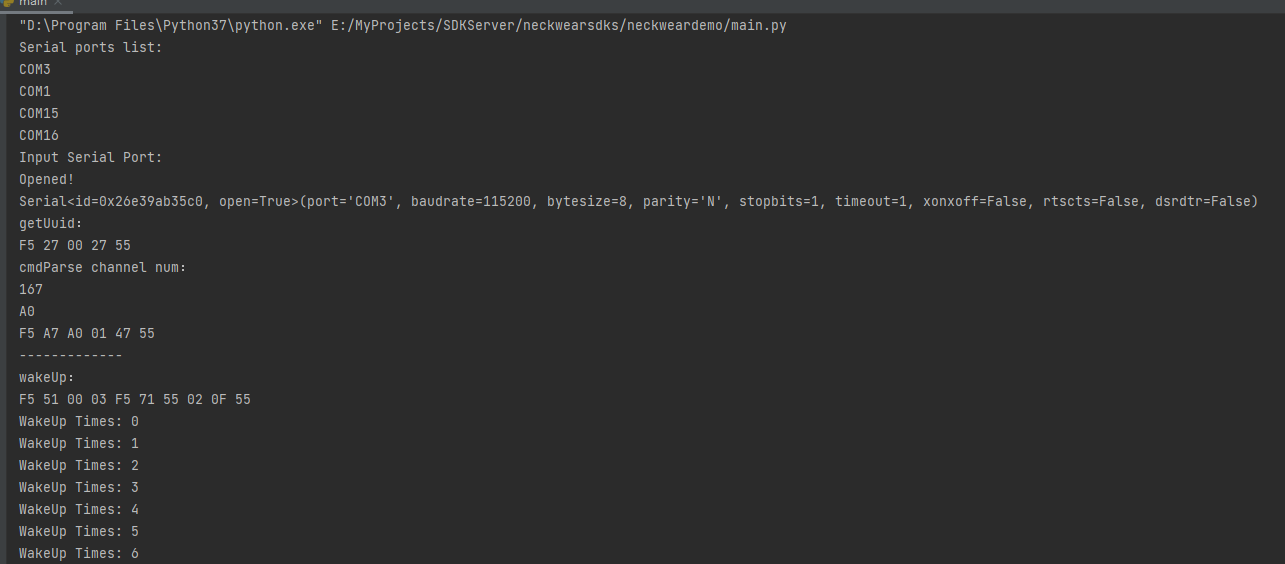 main
"D:\Program Files\Python37\python.exe" E:/MyProjects/SDKServer/neckwearsdks/neckweardemo/main.py
Serial ports list:
COM3
COM1
COM15
COM16
Input Serial Port:
Opened!
Serial<id=0x26e39ab35c0, open=True>(port='COM3', baudrate=115200, bytesize=8, parity='N', stopbits=1, timeout=1, xonxoff=False, rtscts=False, dsrdtr=False)
getUuid:
F5 27 00 27 55
cmdParse channel num:
167
A0
F5 A7 A0 01 47 55
-------------
wakeUp:
F5 51 00 03 F5 71 55 02 0F 55
WakeUp Times: 0
WakeUp Times: 1
WakeUp Times: 2
WakeUp Times: 3
WakeUp Times: 4
WakeUp Times: 5
WakeUp Times: 6